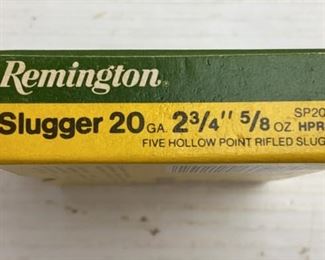 Remington
SP20
Slugger 20 GA. 2 3/4" 5/8 OZ. HPR
FIVE HOLLOW POINT RIFLED SLUG